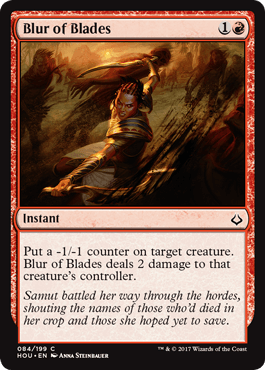 Blur of Blades 1
Instant
Put a -1/-1 counter on target creature.
Blur of Blades deals 2 damage to that
creature's controller.
Samut battled her way through the hordes,
shouting the names of those who'd died in
her crop and those she hoped yet to save.
084/199 C
HOU • EN Anna Steinbauer
™ & © 2017 Wizards of the Coast